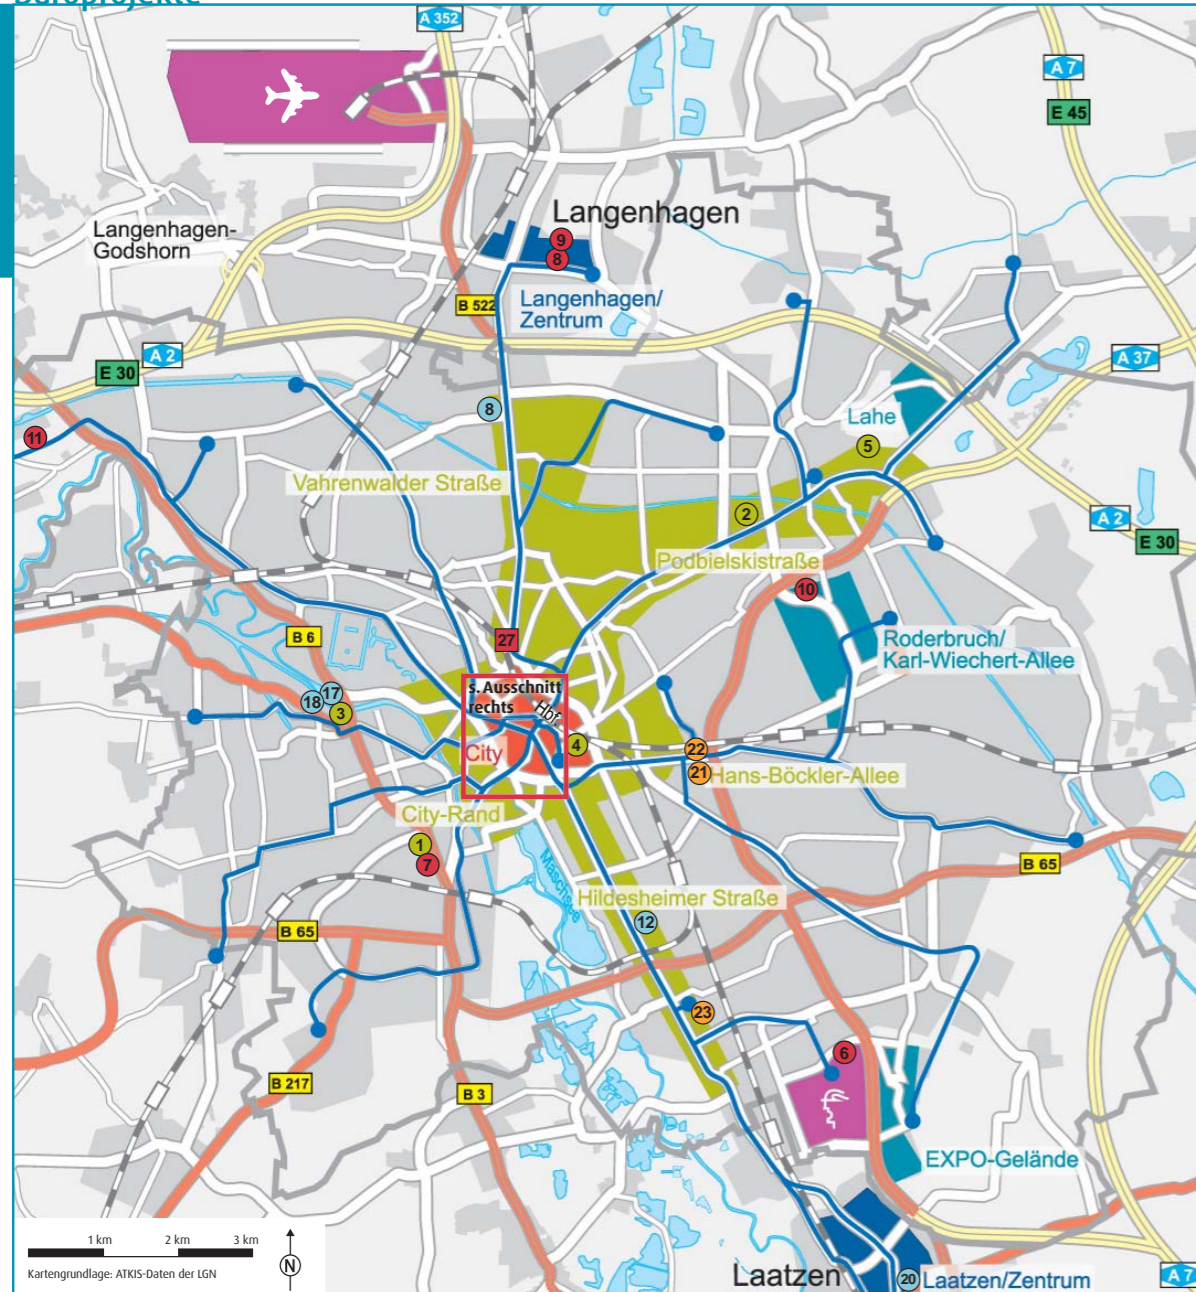 Büroprojekte
A 352
A 7
E 45
Langenhagen
9
8
Langenhagen-
Godshorn
Langenhagen/
Zentrum
B 522
A 2
E 30
A 37
8
Lahe
5
11
Vahrenwalder Straße
2
A 2
E 30
Podbielskistraße
10
27
B 6
Roderbruch/
Karl-Wiechert-Allee
s. Ausschnitt
rechts
Hbf.
17
18
3
City
4
22
21
Hans-Böckler-Allee
City-Rand
1
7
Maschsee
B 65
Hildesheimer Straße
12
B 65
23
6
B 217
B 3
EXPO-Gelände
1 km 2 km 3 km
N
Kartengrundlage: ATKIS-Daten der LGN
Laatzen
20
Laatzen/Zentrum
A 7